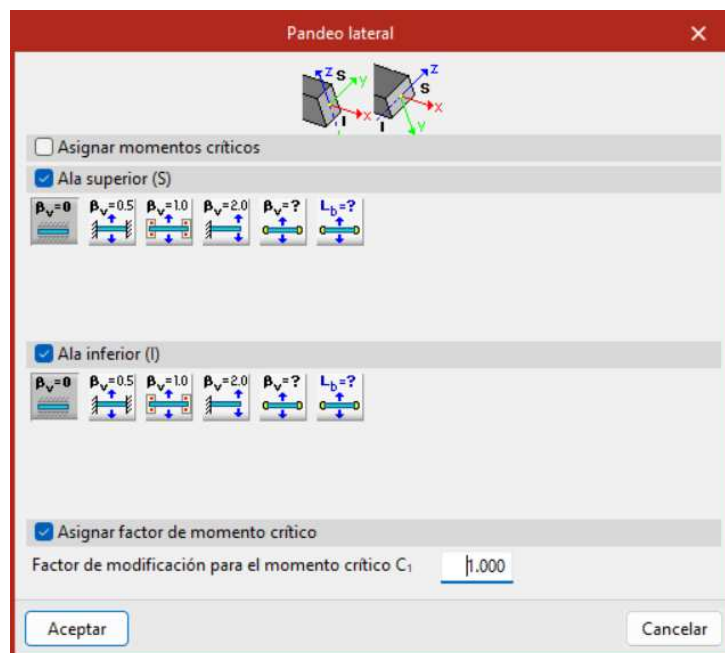 Pandeo lateral
z S y x I
z S x y I
Asignar momentos críticos
Ala superior (S)
βv=0 βv=0.5 βv=1.0 βv=2.0 βv=? Lb=?
Ala inferior (I)
βv=0 βv=0.5 βv=1.0 βv=2.0 βv=? Lb=?
Asignar factor de momento crítico
Factor de modificación para el momento crítico C₁ 1.000
Aceptar Cancelar